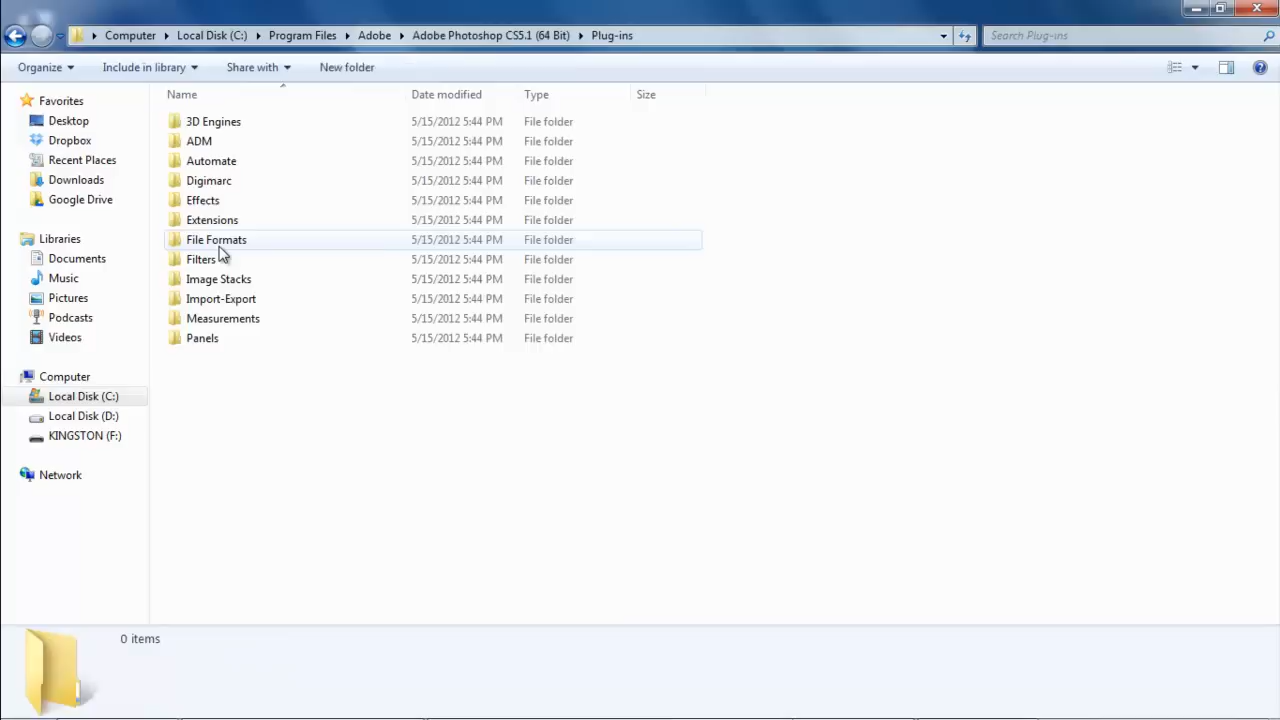 Computer Local Disk (C:) Program Files Adobe Adobe Photoshop CS5.1 (64 Bit) Plug-ins Search Plug-ins
Organize Include in library Share with New folder
Name Date modified Type Size
Favorites
Desktop
Dropbox
Recent Places
Downloads
Google Drive
Libraries
Documents
Music
Pictures
Podcasts
Videos
Computer
Local Disk (C:)
Local Disk (D:)
KINGSTON (F:)
Network
3D Engines 5/15/2012 5:44 PM File folder
ADM 5/15/2012 5:44 PM File folder
Automate 5/15/2012 5:44 PM File folder
Digimarc 5/15/2012 5:44 PM File folder
Effects 5/15/2012 5:44 PM File folder
Extensions 5/15/2012 5:44 PM File folder
File Formats 5/15/2012 5:44 PM File folder
Filters 5/15/2012 5:44 PM File folder
Image Stacks 5/15/2012 5:44 PM File folder
Import-Export 5/15/2012 5:44 PM File folder
Measurements 5/15/2012 5:44 PM File folder
Panels 5/15/2012 5:44 PM File folder
0 items